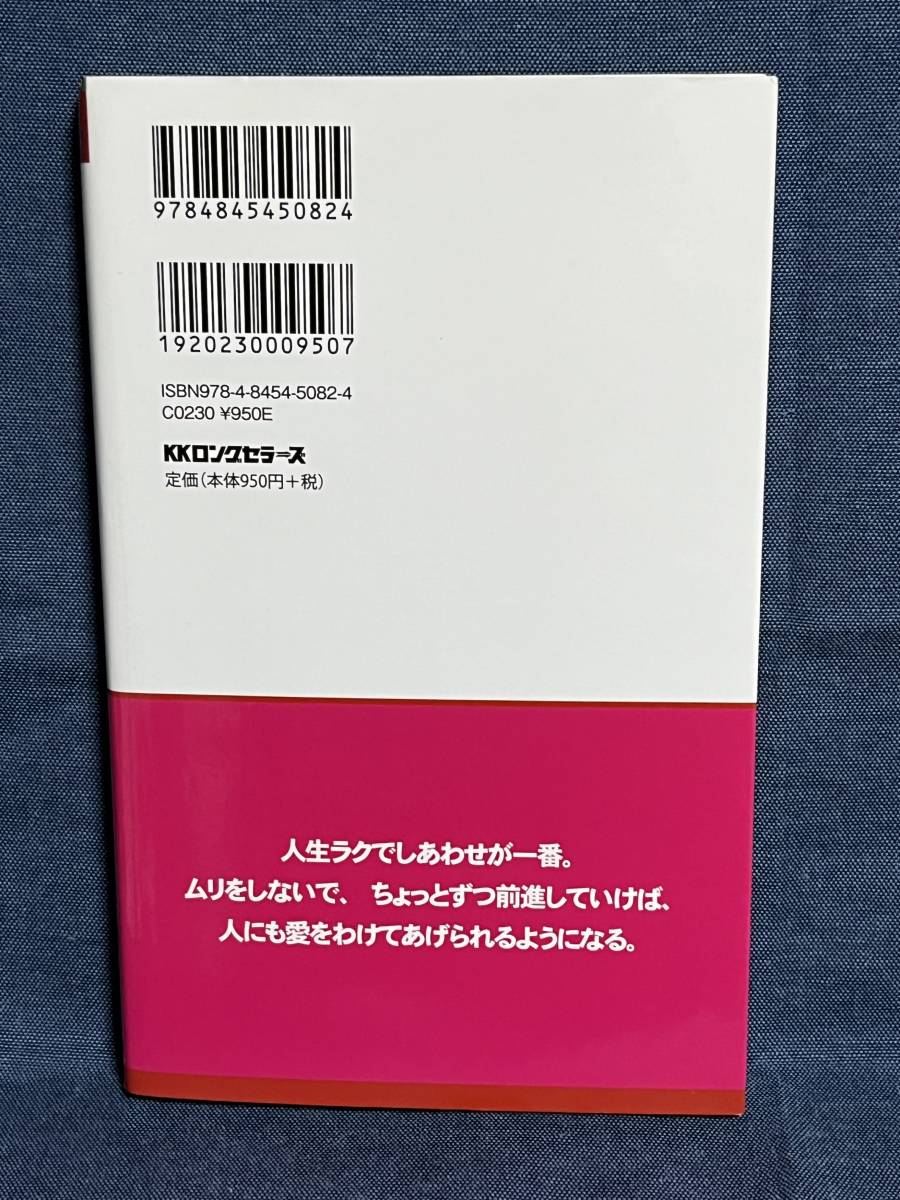 9784845450824
1920230009507
ISBN978-4-8454-5082-4
C0230 ¥950E
KKロングセラーズ
定価(本体950円+税)
人生ラクでしあわせが一番。
ムリをしないで、 ちょっとずつ前進していけば、
人にも愛をわけてあげられるようになる。